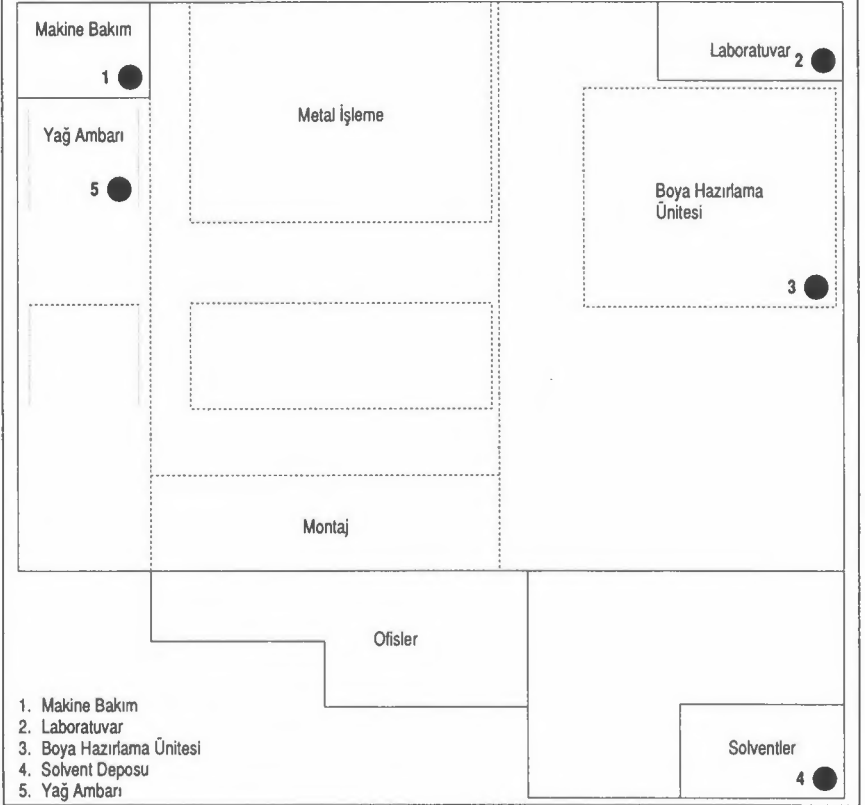 Makine Bakım
1
Laboratuvar 2
Yağ Ambarı
5
Metal İşleme
Boya Hazırlama
Ünitesi
3
Montaj
Ofisler
1. Makine Bakım
2. Laboratuvar
3. Boya Hazırlama Ünitesi
4. Solvent Deposu
5. Yağ Ambarı
Solventler
4